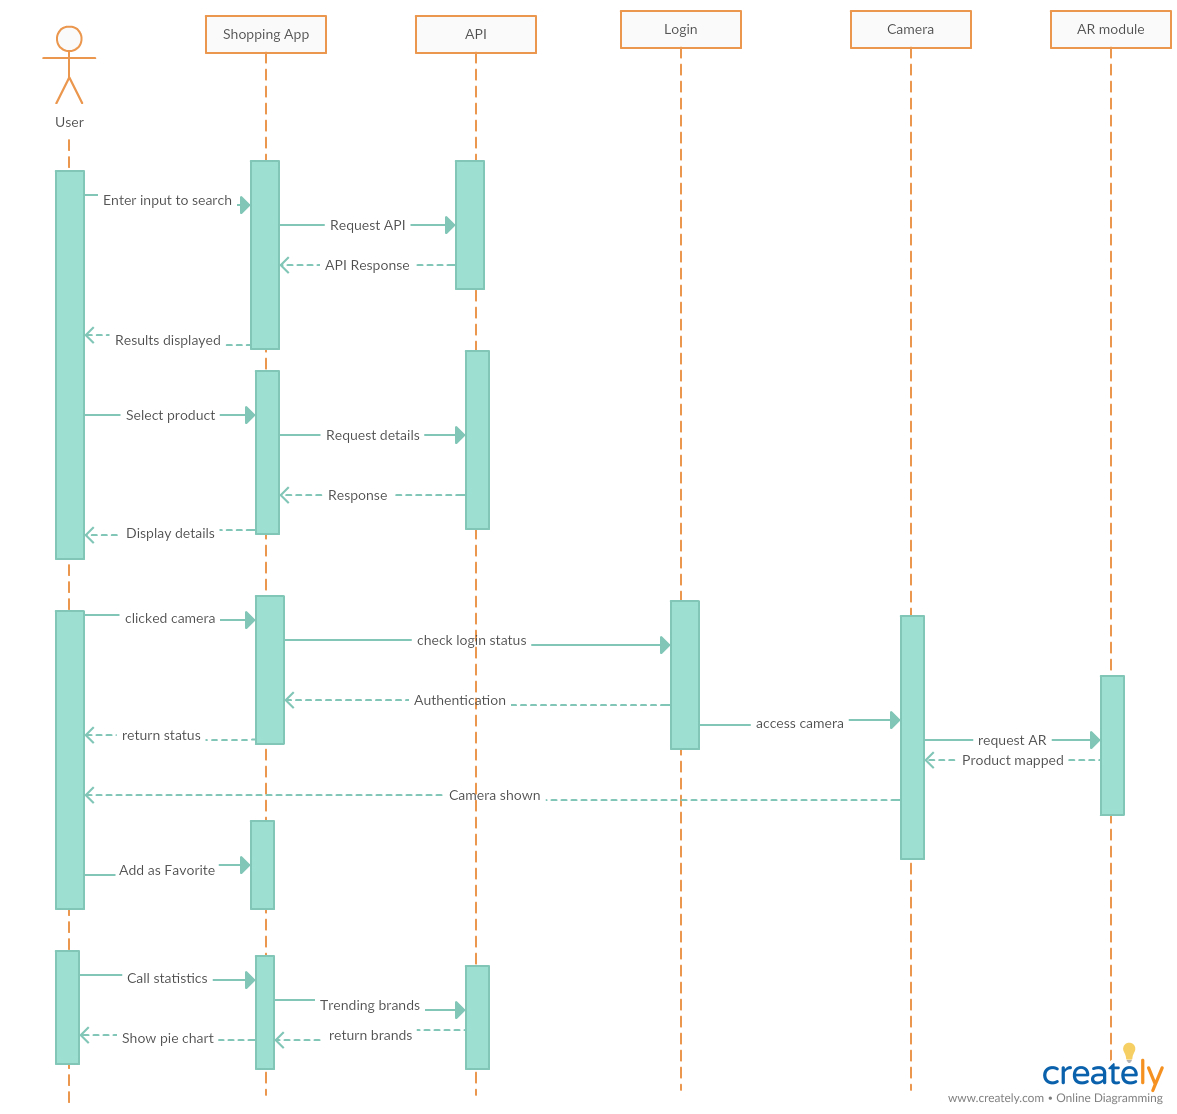 Shopping App
API
Login
Camera
AR module
User
Enter input to search
Request API
API Response
Results displayed
Select product
Request details
Response
Display details
clicked camera
check login status
Authentication
access camera
return status
request AR
Product mapped
Camera shown
Add as Favorite
Call statistics
Trending brands
return brands
Show pie chart
creately
www.creately.com • Online Diagramming